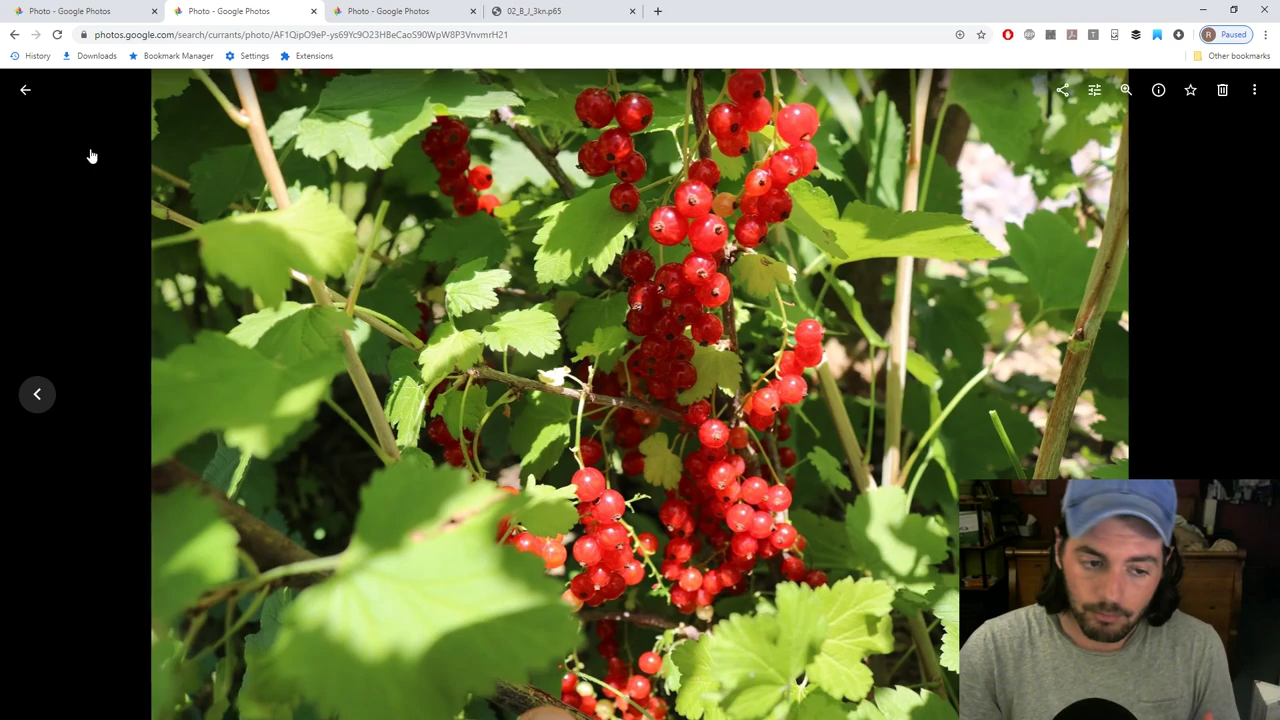 Photo - Google Photos
Photo - Google Photos
Photo - Google Photos
02_B_J_3kn.p65
photos.google.com/search/currants/photo/AF1QipO9eP-ys69Yc9O23HBeCaoS90WpW8P3VnvmrH21
R Paused
History
Downloads
Bookmark Manager
Settings
Extensions
Other bookmarks